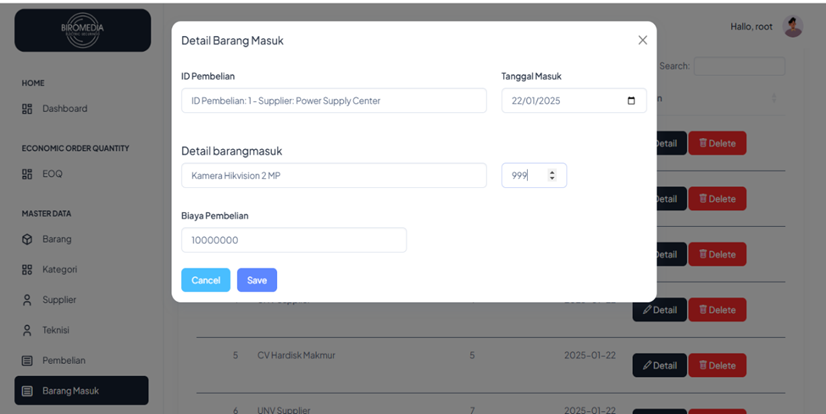 BIROMEDIA
Hallo, root
HOME
Dashboard
ECONOMIC ORDER QUANTITY
EOQ
MASTER DATA
Barang
Kategori
Supplier
Teknisi
Pembelian
Barang Masuk
Detail Barang Masuk
ID Pembelian
Tanggal Masuk
ID Pembelian: 1 - Supplier: Power Supply Center
22/01/2025
Detail barangmasuk
Kamera Hikvision 2 MP
999
Biaya Pembelian
10000000
Cancel Save
Search:
Detail Delete
Detail Delete
Detail Delete
Detail Delete
5 CV Hardisk Makmur 5 2025-01-22
Detail Delete
6 UNV Supplier 7 2025-01-22